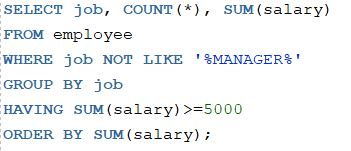 SELECT job, COUNT(*), SUM(salary)
FROM employee
WHERE job NOT LIKE '%MANAGER%'
GROUP BY job
HAVING SUM(salary)>=5000
ORDER BY SUM(salary);